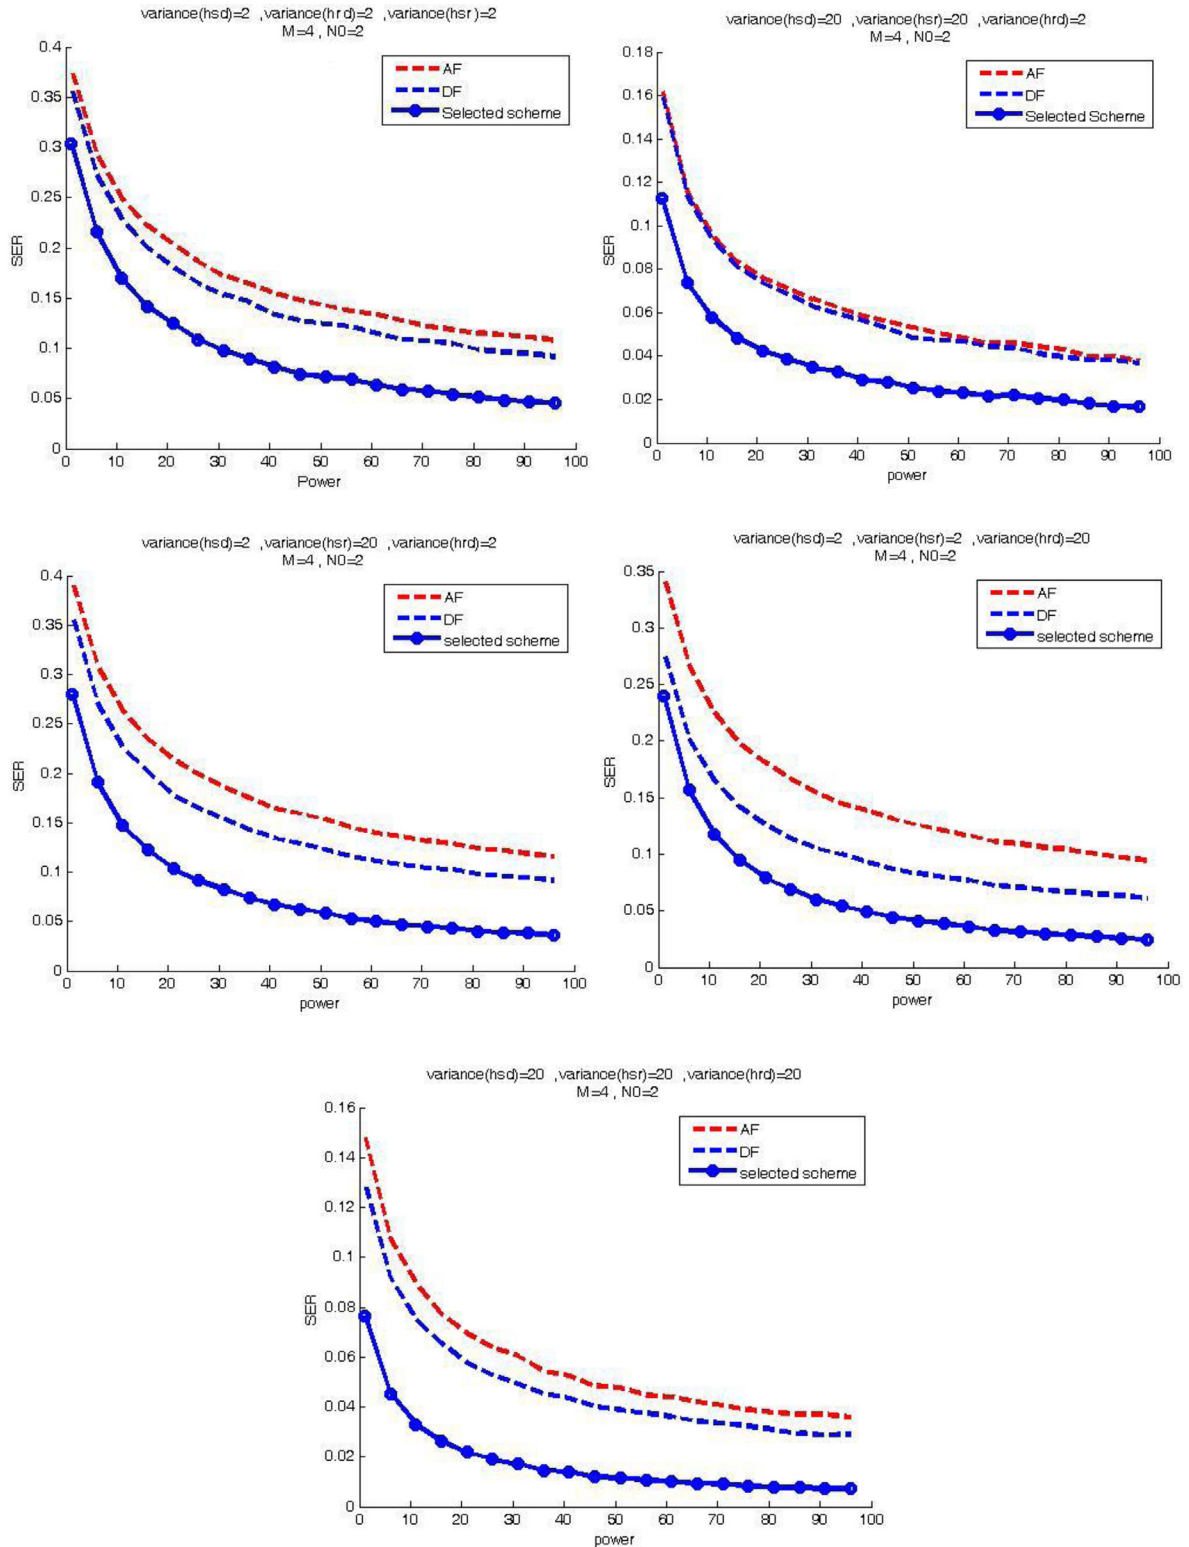 variance(hsd)=2 ,variance(hrd)=2 ,variance(hsr)=2
M=4 , N0=2
0.4
0.35
0.3
0.25
0.2
0.15
0.1
0.05
0
SER
AF
DF
Selected scheme
0 10 20 30 40 50 60 70 80 90 100
Power
variance(hsd)=20 ,variance(hsr)=20 ,variance(hrd)=2
M=4 , N0=2
0.18
0.16
0.14
0.12
0.1
0.08
0.06
0.04
0.02
0
SER
AF
DF
Selected Scheme
0 10 20 30 40 50 60 70 80 90 100
power
variance(hsd)=2 ,variance(hsr)=20 ,variance(hrd)=2
M=4 , N0=2
0.4
0.35
0.3
0.25
0.2
0.15
0.1
0.05
0
SER
AF
DF
selected scheme
0 10 20 30 40 50 60 70 80 90 100
power
variance(hsd)=2 ,variance(hsr)=2 ,variance(hrd)=20
M=4 , N0=2
0.35
0.3
0.25
0.2
0.15
0.1
0.05
0
SER
AF
DF
selected scheme
0 10 20 30 40 50 60 70 80 90 100
power
variance(hsd)=20 ,variance(hsr)=20 ,variance(hrd)=20
M=4 , N0=2
0.16
0.14
0.12
0.1
0.08
0.06
0.04
0.02
0
SER
AF
DF
selected scheme
0 10 20 30 40 50 60 70 80 90 100
power